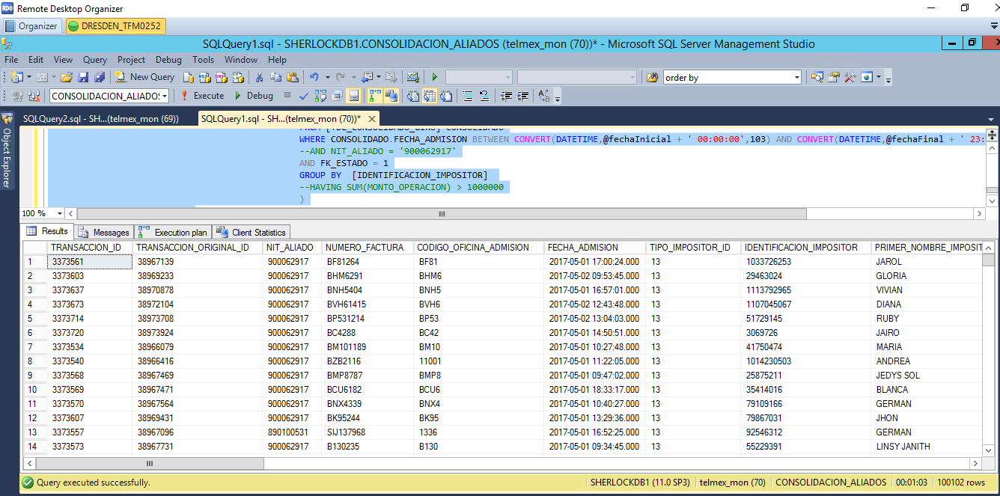 Remote Desktop Organizer
Organizer DRESDEN_TFM0252
SQLQuery1.sql - SHERLOCKDB1.CONSOLIDACION_ALIADOS (telmex_mon (70))* - Microsoft SQL Server Management Studio
File Edit View Query Project Debug Tools Window Help
New Query order by
CONSOLIDACION_ALIADOS Execute Debug
SQLQuery2.sql - SH...(telmex_mon (69)) SQLQuery1.sql - SH...(telmex_mon (70))*
Object Explorer
FROM [TBL_CONSOLIDADO_GIRO] CONSOLIDADO
WHERE CONSOLIDADO.FECHA_ADMISION BETWEEN CONVERT(DATETIME,@fechaInicial + ' 00:00:00',103) AND CONVERT(DATETIME,@fechaFinal + ' 23:
--AND NIT_ALIADO = '900062917'
AND FK_ESTADO = 1
GROUP BY [IDENTIFICACION_IMPOSITOR]
--HAVING SUM(MONTO_OPERACION) > 1000000
)
100 %
Results Messages Execution plan Client Statistics
TRANSACCION_ID TRANSACCION_ORIGINAL_ID NIT_ALIADO NUMERO_FACTURA CODIGO_OFICINA_ADMISION FECHA_ADMISION TIPO_IMPOSITOR_ID IDENTIFICACION_IMPOSITOR PRIMER_NOMBRE_IMPOSIT
1 3373561 38967139 900062917 BF81264 BF81 2017-05-01 17:00:24.000 13 1033726253 JAROL
2 3373603 38969233 900062917 BHM6291 BHM6 2017-05-02 09:53:45.000 13 29463024 GLORIA
3 3373637 38970878 900062917 BNH5404 BNH5 2017-05-01 16:57:01.000 13 1113792965 VIVIAN
4 3373673 38972104 900062917 BVH61415 BVH6 2017-05-02 12:43:48.000 13 1107045067 DIANA
5 3373714 38973708 900062917 BP531214 BP53 2017-05-02 13:04:03.000 13 51729145 RUBY
6 3373720 38973924 900062917 BC4288 BC42 2017-05-01 14:50:51.000 13 3069726 JAIRO
7 3373534 38966079 900062917 BM101189 BM10 2017-05-01 10:27:48.000 13 41750474 MARIA
8 3373540 38966416 900062917 BZB2116 11001 2017-05-01 11:22:05.000 13 1014230503 ANDREA
9 3373568 38967469 900062917 BMP8787 BMP8 2017-05-01 09:47:02.000 13 25875211 JEDYS SOL
10 3373569 38967471 900062917 BCU6182 BCU6 2017-05-01 18:33:17.000 13 35414016 BLANCA
11 3373570 38967564 900062917 BNX4339 BNX4 2017-05-01 10:40:27.000 13 79109166 GERMAN
12 3373607 38969431 900062917 BK95244 BK95 2017-05-01 13:29:36.000 13 79867031 JHON
13 3373557 38967096 890100531 SIJ137968 1336 2017-05-01 16:52:25.000 13 92546312 GERMAN
14 3373573 38967731 900062917 B130235 B130 2017-05-01 09:34:45.000 13 55229391 LINSY JANITH
Query executed successfully. SHERLOCKDB1 (11.0 SP3) telmex_mon (70) CONSOLIDACION_ALIADOS 00:01:03 100102 rows